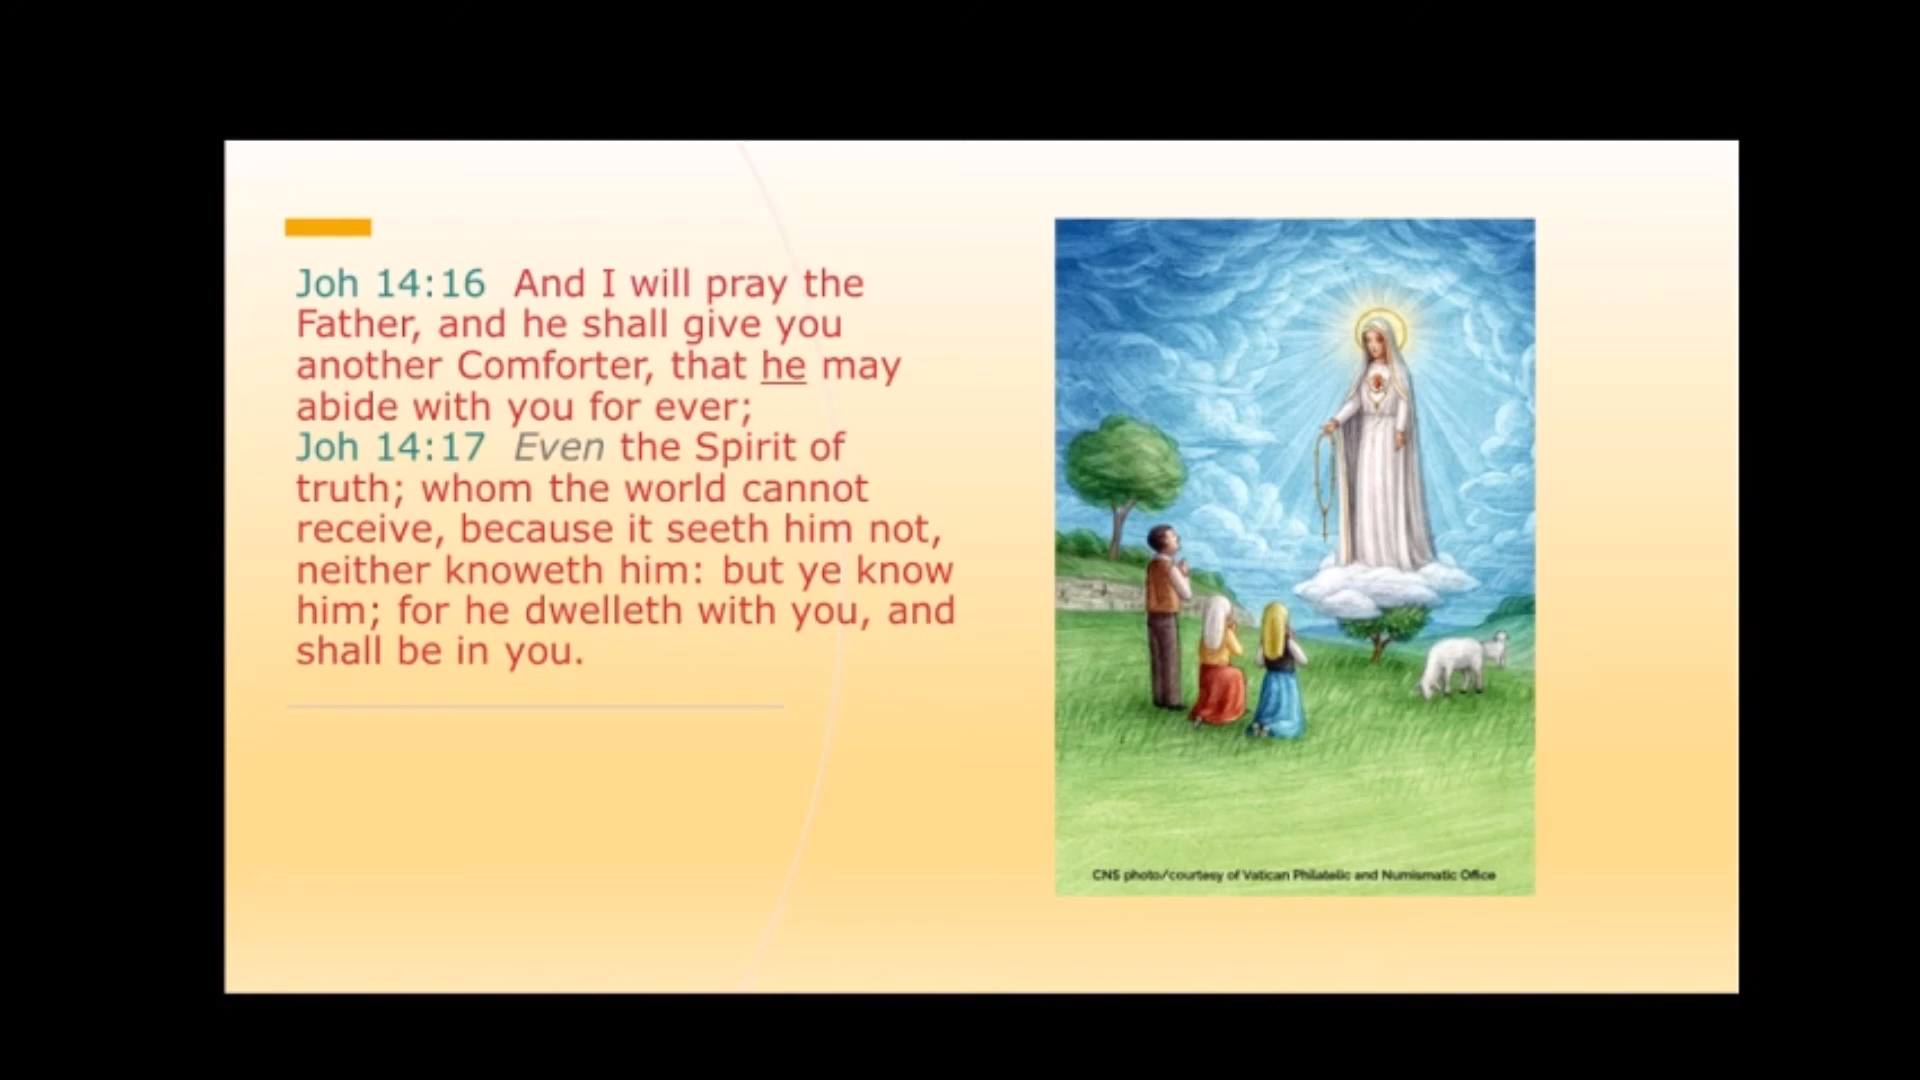 Joh 14:16  And I will pray the
Father, and he shall give you
another Comforter, that he may
abide with you for ever;
Joh 14:17  Even the Spirit of
truth; whom the world cannot
receive, because it seeth him not,
neither knoweth him: but ye know
him; for he dwelleth with you, and
shall be in you.
CNS photo/courtesy of Vatican Philatelic and Numismatic Office